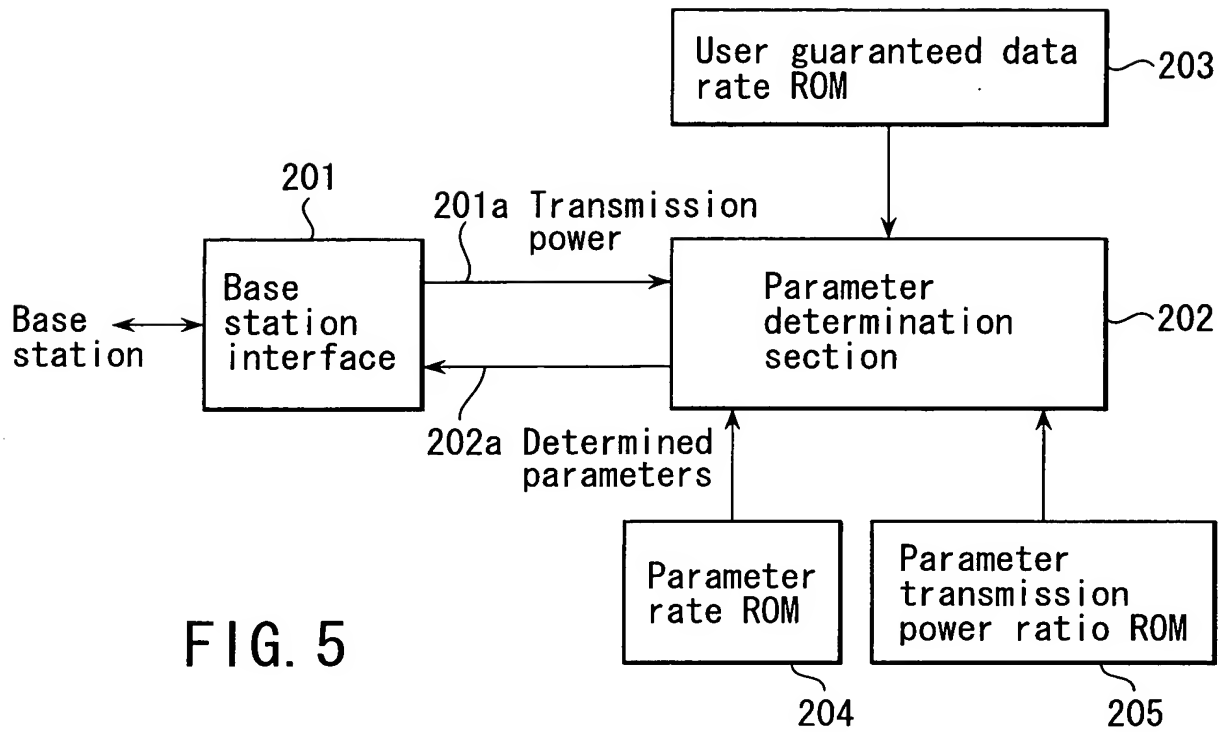 User guaranteed data
rate ROM
203
201
201a Transmission
power
Base
station
Base
station
interface
Parameter
determination
section
202
202a Determined
parameters
Parameter
rate ROM
Parameter
transmission
power ratio ROM
FIG. 5
204
205